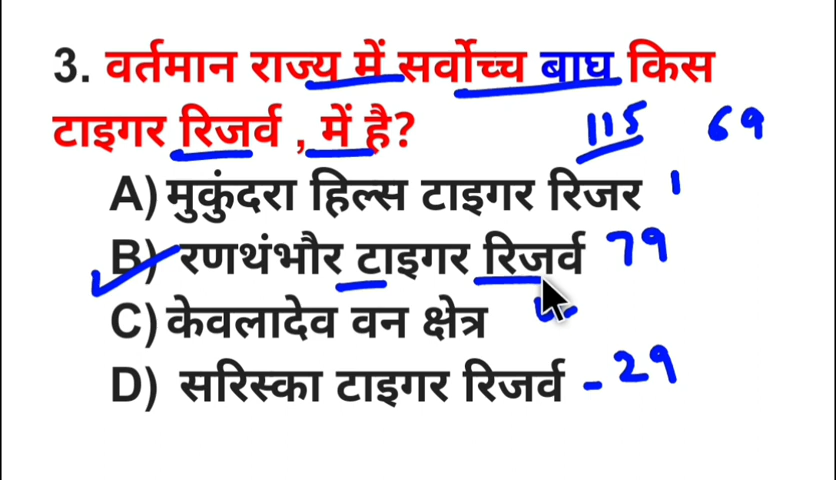 3. वर्तमान राज्य में सर्वोच्च बाघ किस
टाइगर रिजर्व , में है?
115 69
A) मुकुंदरा हिल्स टाइगर रिजर 1
B) रणथंभौर टाइगर रिजर्व 79
C) केवलादेव वन क्षेत्र
D) सरिस्का टाइगर रिजर्व - 29